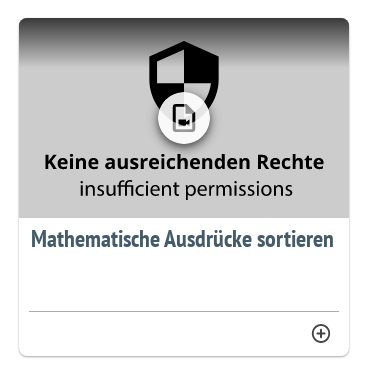 Keine ausreichenden Rechte
insufficient permissions
Mathematische Ausdrücke sortieren